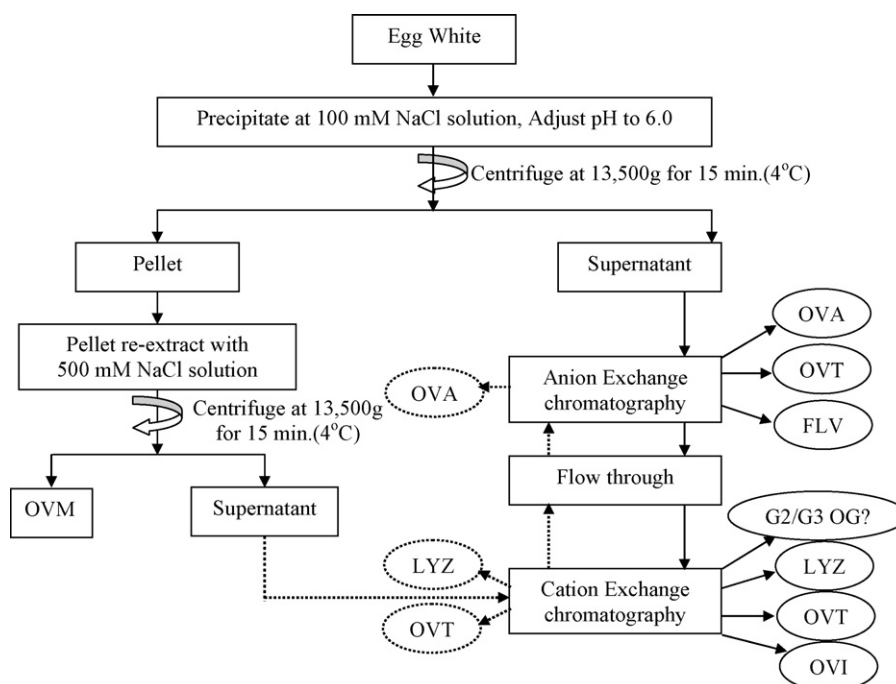 Egg White
Precipitate at 100 mM NaCl solution, Adjust pH to 6.0
Centrifuge at 13,500g for 15 min.(4°C)
Pellet
Supernatant
Pellet re-extract with
500 mM NaCl solution
Centrifuge at 13,500g
for 15 min.(4°C)
OVM
Supernatant
OVA
Anion Exchange
chromatography
OVA
OVT
FLV
Flow through
LYZ
OVT
Cation Exchange
chromatography
G2/G3 OG?
LYZ
OVT
OVI